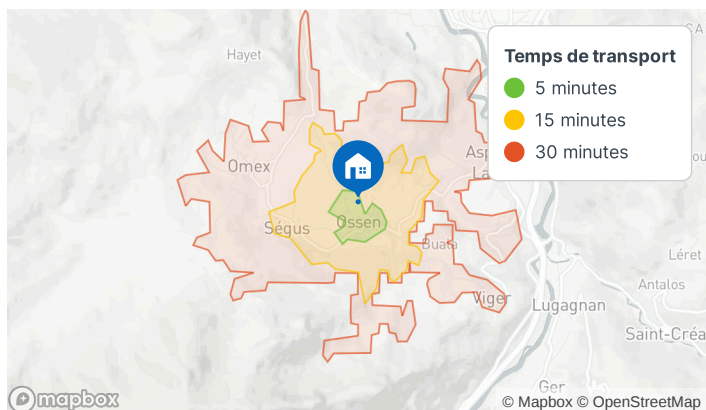 Hayet
Temps de transport
5 minutes
15 minutes
30 minutes
Omex
Ségus
Ossen
Buala
Viger
Lugagnan
Léret
Antalos
Saint-Créa
Ger
mapbox
© Mapbox © OpenStreetMap